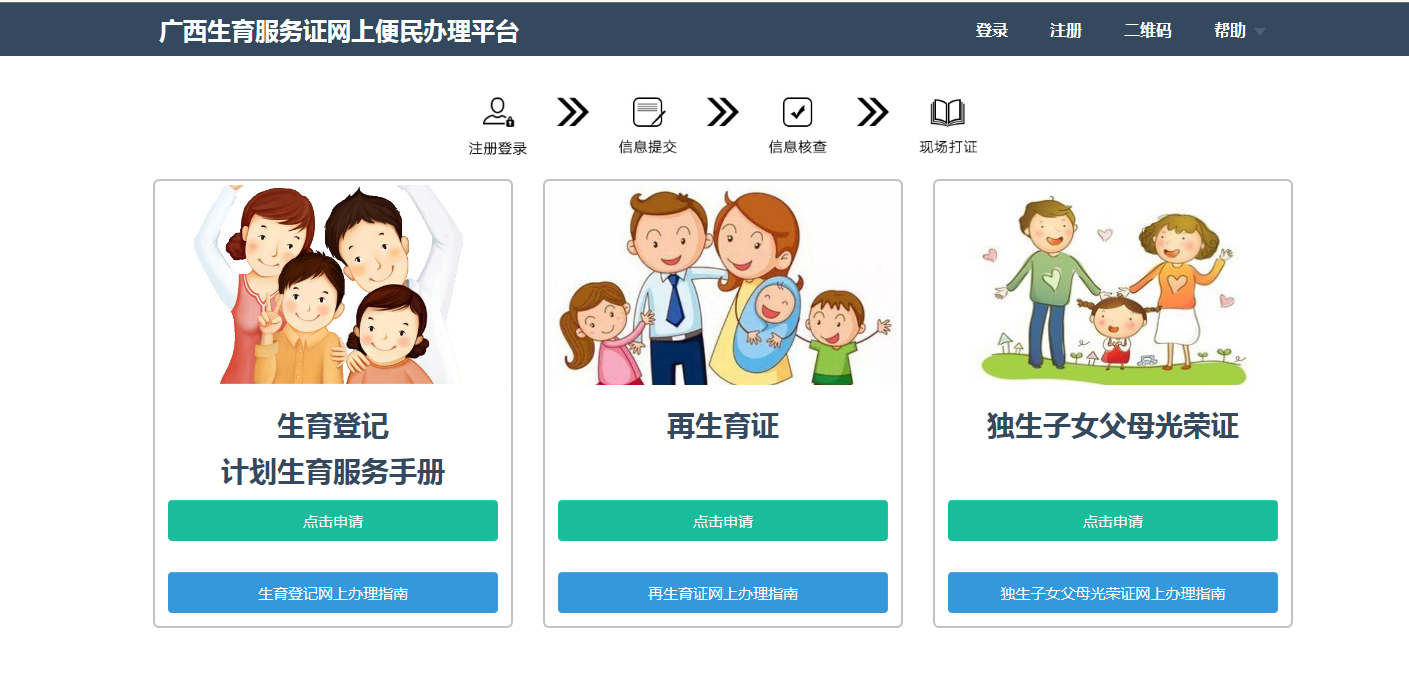 广西生育服务证网上便民办理平台
登录 注册 二维码 帮助
注册登录 信息提交 信息核查 现场打证
生育登记
计划生育服务手册
点击申请
生育登记网上办理指南
再生育证
点击申请
再生育证网上办理指南
独生子女父母光荣证
点击申请
独生子女父母光荣证网上办理指南